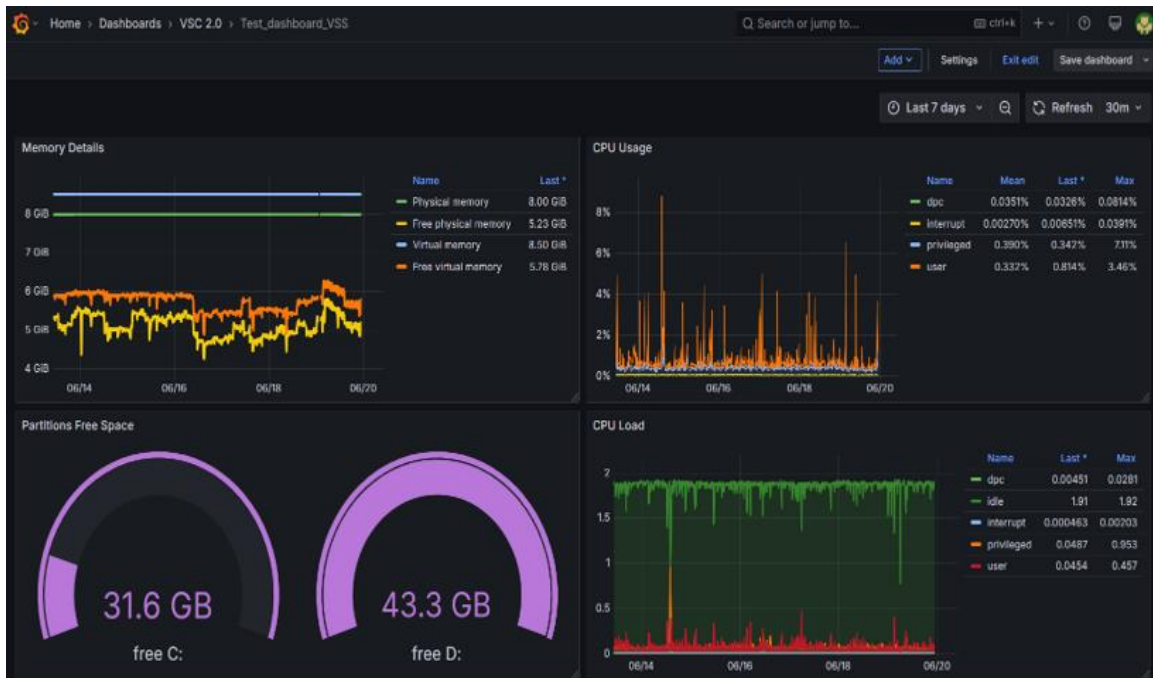 Home › Dashboards › VSC 2.0 › Test_dashboard_VSS
Search or jump to...
ctrl+k
Add
Settings
Exit edit
Save dashboard
Last 7 days
Refresh
30m
Memory Details
8 GiB
7 GiB
6 GiB
5 GiB
4 GiB
06/14 06/16 06/18 06/20
Name Last *
Physical memory 8.00 GiB
Free physical memory 5.23 GiB
Virtual memory 8.50 GiB
Free virtual memory 5.78 GiB
CPU Usage
8%
6%
4%
2%
0%
06/14 06/16 06/18 06/20
Name Mean Last * Max
dpc 0.0351% 0.0326% 0.0814%
interrupt 0.00270% 0.00651% 0.0391%
privileged 0.390% 0.342% 7.11%
user 0.332% 0.814% 3.46%
Partitions Free Space
31.6 GB
free C:
43.3 GB
free D:
CPU Load
2
1.5
1
0.5
0
06/14 06/16 06/18 06/20
Name Last * Max
dpc 0.00451 0.0281
idle 1.91 1.92
interrupt 0.000463 0.00203
privileged 0.0487 0.953
user 0.0454 0.457